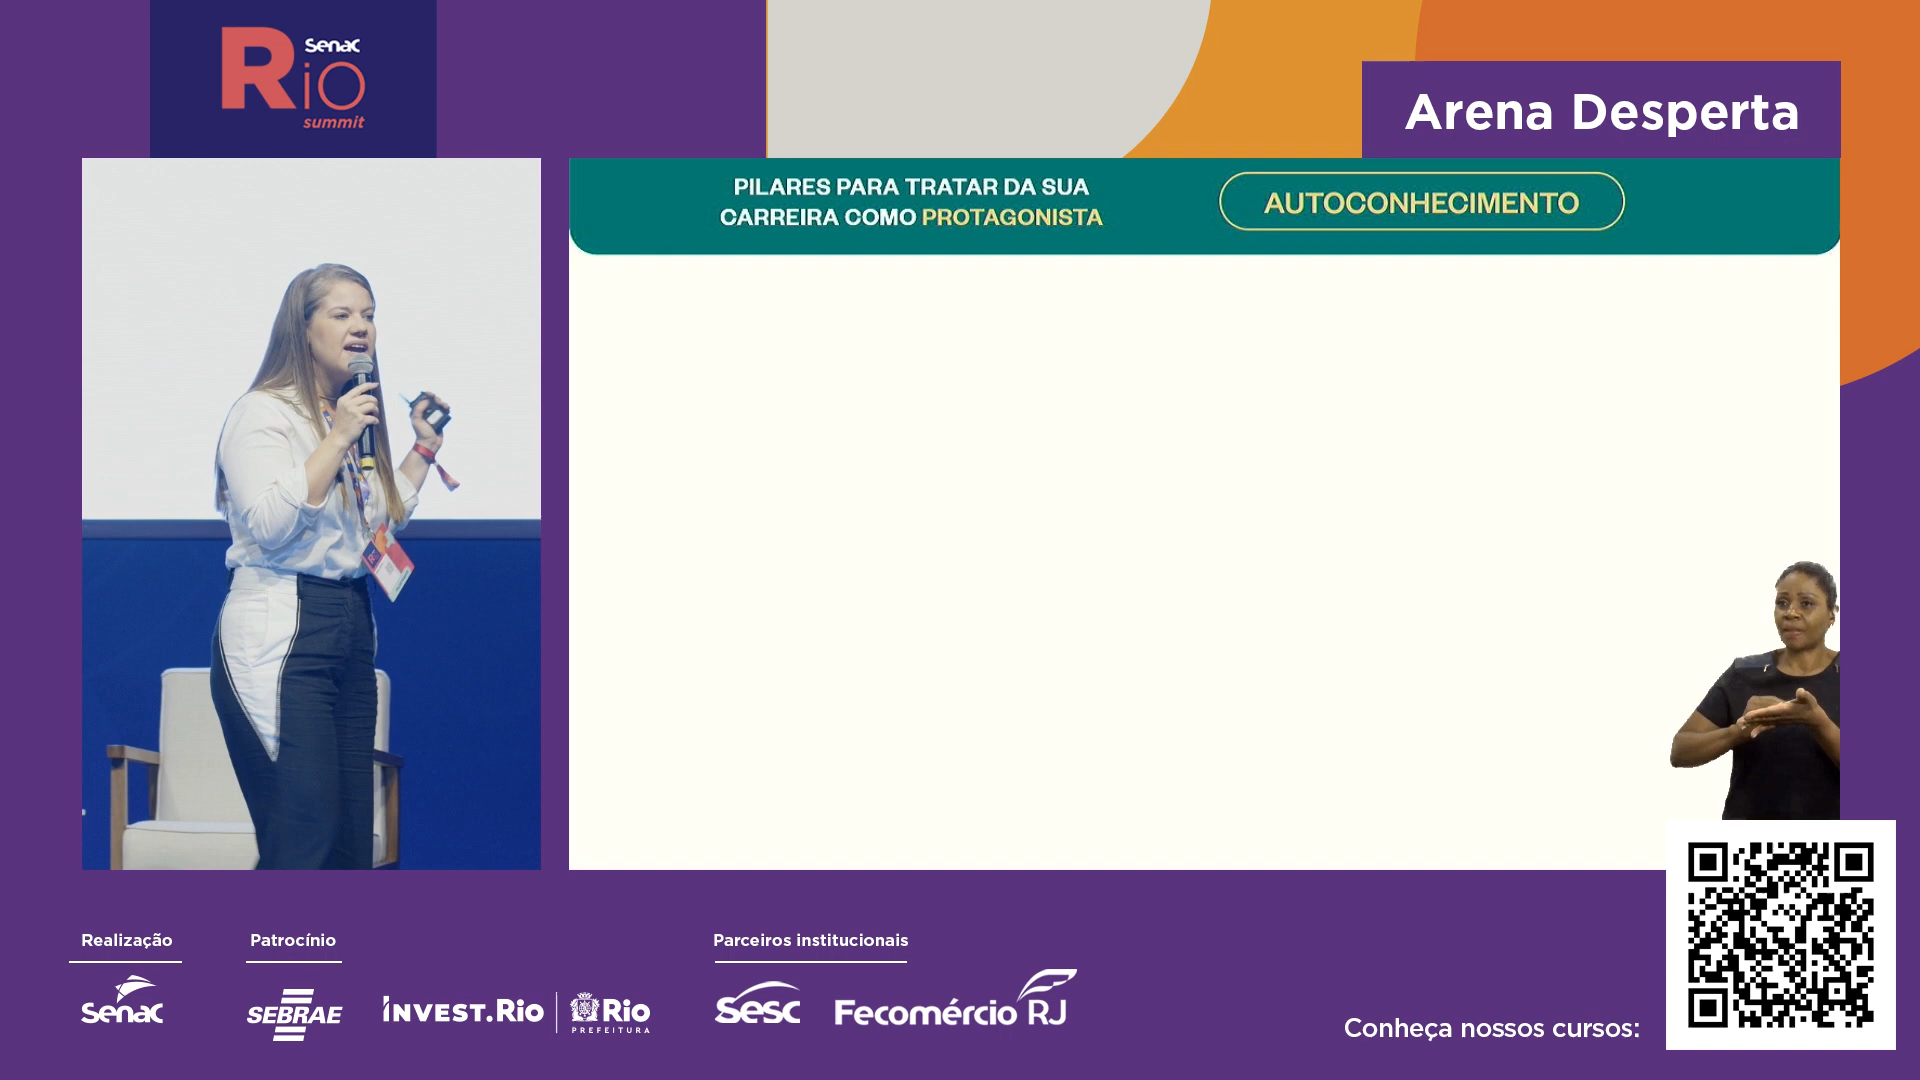 Senac
Rio
summit
Arena Desperta
PILARES PARA TRATAR DA SUA
CARREIRA COMO PROTAGONISTA
AUTOCONHECIMENTO
Realização
Patrocínio
Parceiros institucionais
Senac
SEBRAE
INVEST.Rio
Rio
PREFEITURA
Sesc
Fecomércio RJ
Conheça nossos cursos: